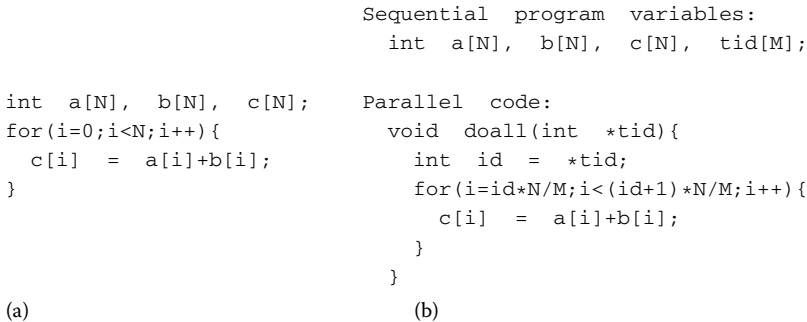 int a[N], b[N], c[N];
for(i=0;i<N;i++){
c[i] = a[i]+b[i];
}
(a)
Sequential program variables:
int a[N], b[N], c[N], tid[M];
Parallel code:
void doall(int *tid){
int id = *tid;
for(i=id*N/M;i<(id+1)*N/M;i++){
c[i] = a[i]+b[i];
}
}
(b)